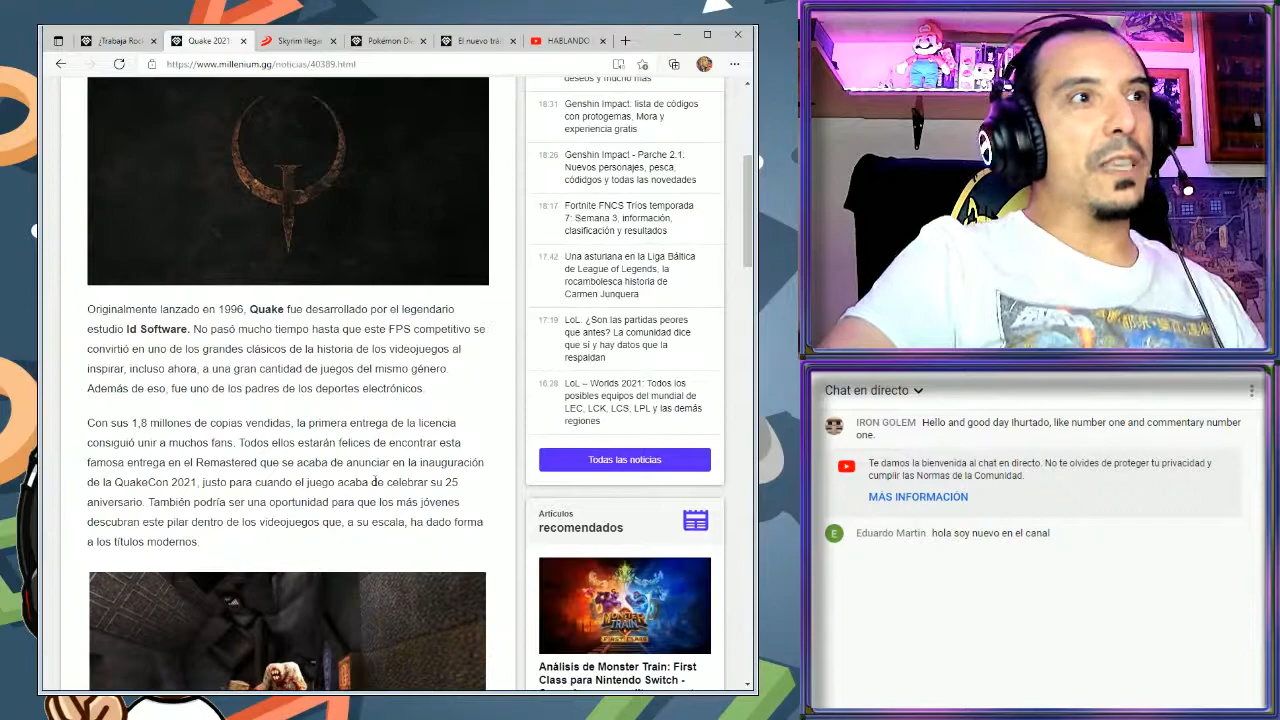 ¿Trabaja Roc
Quake 2021:
Skyrim llega
Pokémon Di
El nuevo trá
HABLANDO
https://www.millenium.gg/noticias/40389.html
Originalmente lanzado en 1996, Quake fue desarrollado por el legendario
estudio Id Software. No pasó mucho tiempo hasta que este FPS competitivo se
convirtió en uno de los grandes clásicos de la historia de los videojuegos al
inspirar, incluso ahora, a una gran cantidad de juegos del mismo género.
Además de eso, fue uno de los padres de los deportes electrónicos.
Con sus 1,8 millones de copias vendidas, la primera entrega de la licencia
consiguió unir a muchos fans. Todos ellos estarán felices de encontrar esta
famosa entrega en el Remastered que se acaba de anunciar en la inauguración
de la QuakeCon 2021, justo para cuando el juego acaba de celebrar su 25
aniversario. También podría ser una oportunidad para que los más jóvenes
descubran este pilar dentro de los videojuegos que, a su escala, ha dado forma
a los títulos modernos.
deseos y mucho más
18:31 Genshin Impact: lista de códigos
con protogemas, Mora y
experiencia gratis
18:26 Genshin Impact - Parche 2.1:
Nuevos personajes, pesca,
códidgos y todas las novedades
18:17 Fortnite FNCS Tríos temporada
7: Semana 3, información,
clasificación y resultados
17:42 Una asturiana en la Liga Báltica
de League of Legends, la
rocambolesca historia de
Carmen Junquera
17:19 LoL. ¿Son las partidas peores
que antes? La comunidad dice
que sí y hay datos que la
respaldan
16:28 LoL – Worlds 2021: Todos los
posibles equipos del mundial de
LEC, LCK, LCS, LPL y las demás
regiones
Todas las noticias
Artículos
recomendados
MONSTER
TRAIN
FIRST CLASS
Análisis de Monster Train: First
Class para Nintendo Switch -
Chat en directo
IRON GOLEM Hello and good day Ihurtado, like number one and commentary number
one.
Te damos la bienvenida al chat en directo. No te olvides de proteger tu privacidad y
cumplir las Normas de la Comunidad.
MÁS INFORMACIÓN
E
Eduardo Martin hola soy nuevo en el canal